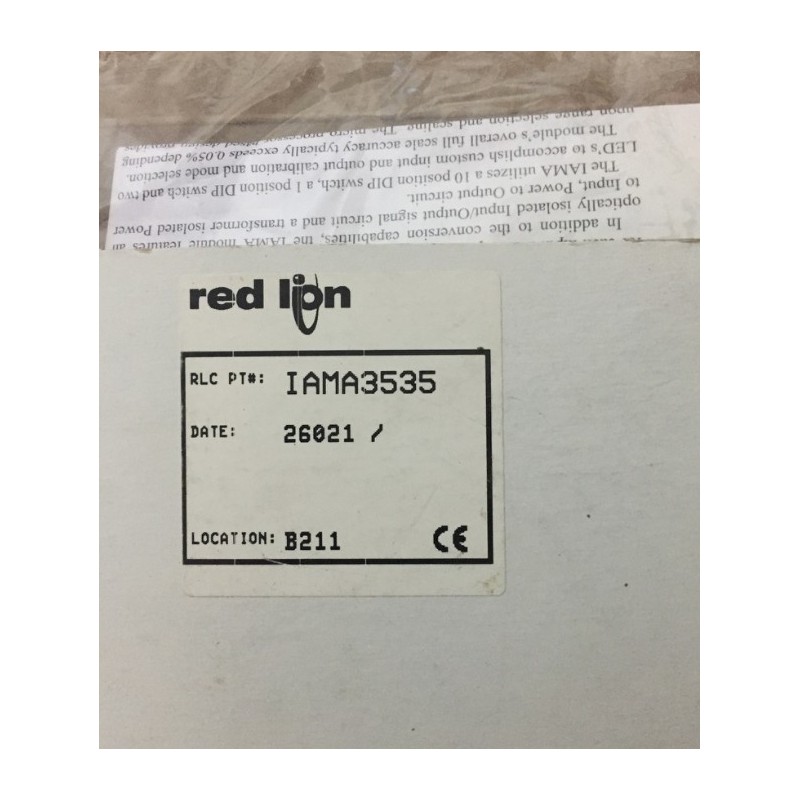 In addition to the conversion capabilities, the IAMA module features an
optically isolated Input/Output signal circuit and a transformer isolated Power
to Input, Power to Output circuit.
The IAMA utilizes a 10 position DIP switch, a 1 position DIP switch and two
LED's to accomplish custom input and output calibration and mode selection.
The module's overall full scale accuracy typically exceeds 0.05% depending
upon range selection and scaling. The micro
red lion
RLC PT#: IAMA3535
DATE: 26021 /
LOCATION: B211 CE